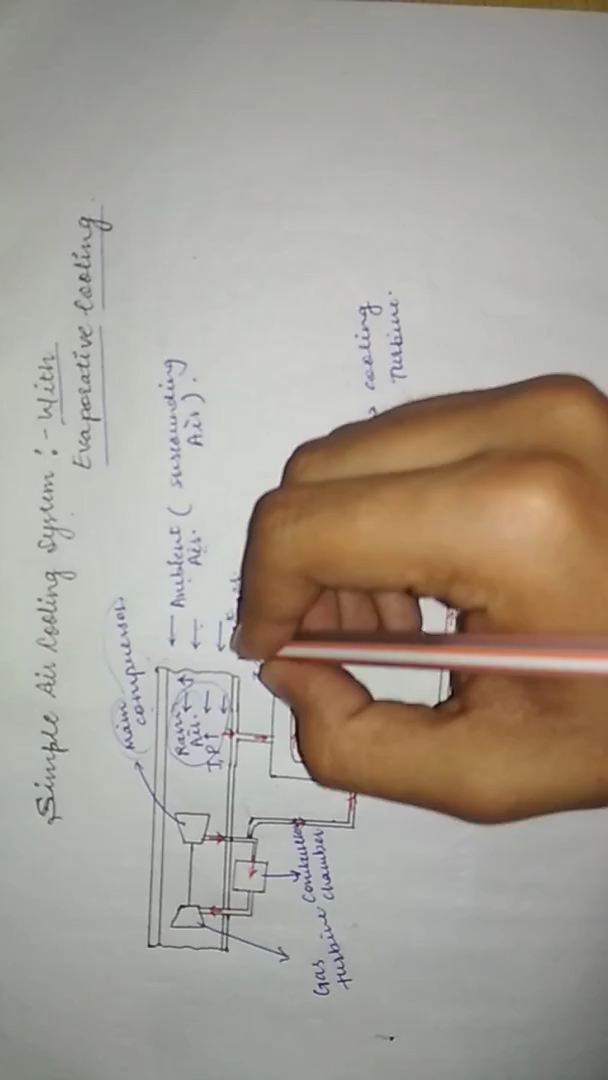 Simple Air Cooling System :- With
Evaporative Cooling.
Main
compressor
Ambient ( surrounding
Air. Air).
Ram
Air.
cooling
Turbine.
Combustion
chamber
Gas
turbine